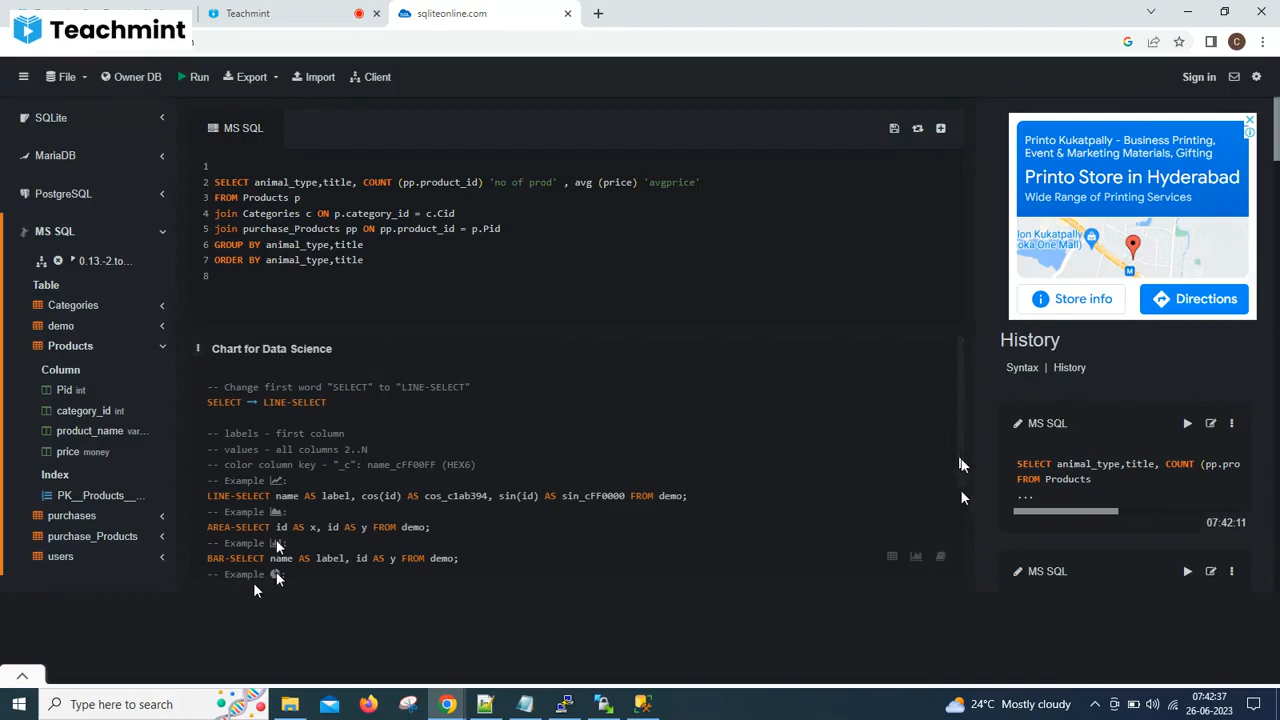 Teachmint
sqliteonline.com
Teachmint
File
Owner DB
Run
Export
Import
Client
Sign in
SQLite
MariaDB
PostgreSQL
MS SQL
0.13.-2.to...
Table
Categories
demo
Products
Column
Pid int
category_id int
product_name var...
price money
Index
PK__Products__...
purchases
purchase_Products
users
MS SQL
1
2 SELECT animal_type,title, COUNT (pp.product_id) 'no of prod' , avg (price) 'avgprice'
3 FROM Products p
4 join Categories c ON p.category_id = c.Cid
5 join purchase_Products pp ON pp.product_id = p.Pid
6 GROUP BY animal_type,title
7 ORDER BY animal_type,title
8
Chart for Data Science
-- Change first word "SELECT" to "LINE-SELECT"
SELECT → LINE-SELECT
-- labels - first column
-- values - all columns 2..N
-- color column key - "_c": name_cFF00FF (HEX6)
-- Example :
LINE-SELECT name AS label, cos(id) AS cos_c1ab394, sin(id) AS sin_cFF0000 FROM demo;
-- Example :
AREA-SELECT id AS x, id AS y FROM demo;
-- Example :
BAR-SELECT name AS label, id AS y FROM demo;
-- Example :
Printo Kukatpally - Business Printing,
Event & Marketing Materials, Gifting
Printo Store in Hyderabad
Wide Range of Printing Services
Store info
Directions
History
Syntax | History
MS SQL
SELECT animal_type,title, COUNT (pp.pro
FROM Products
...
07:42:11
MS SQL
Type here to search
24°C Mostly cloudy
07:42:37
26-06-2023